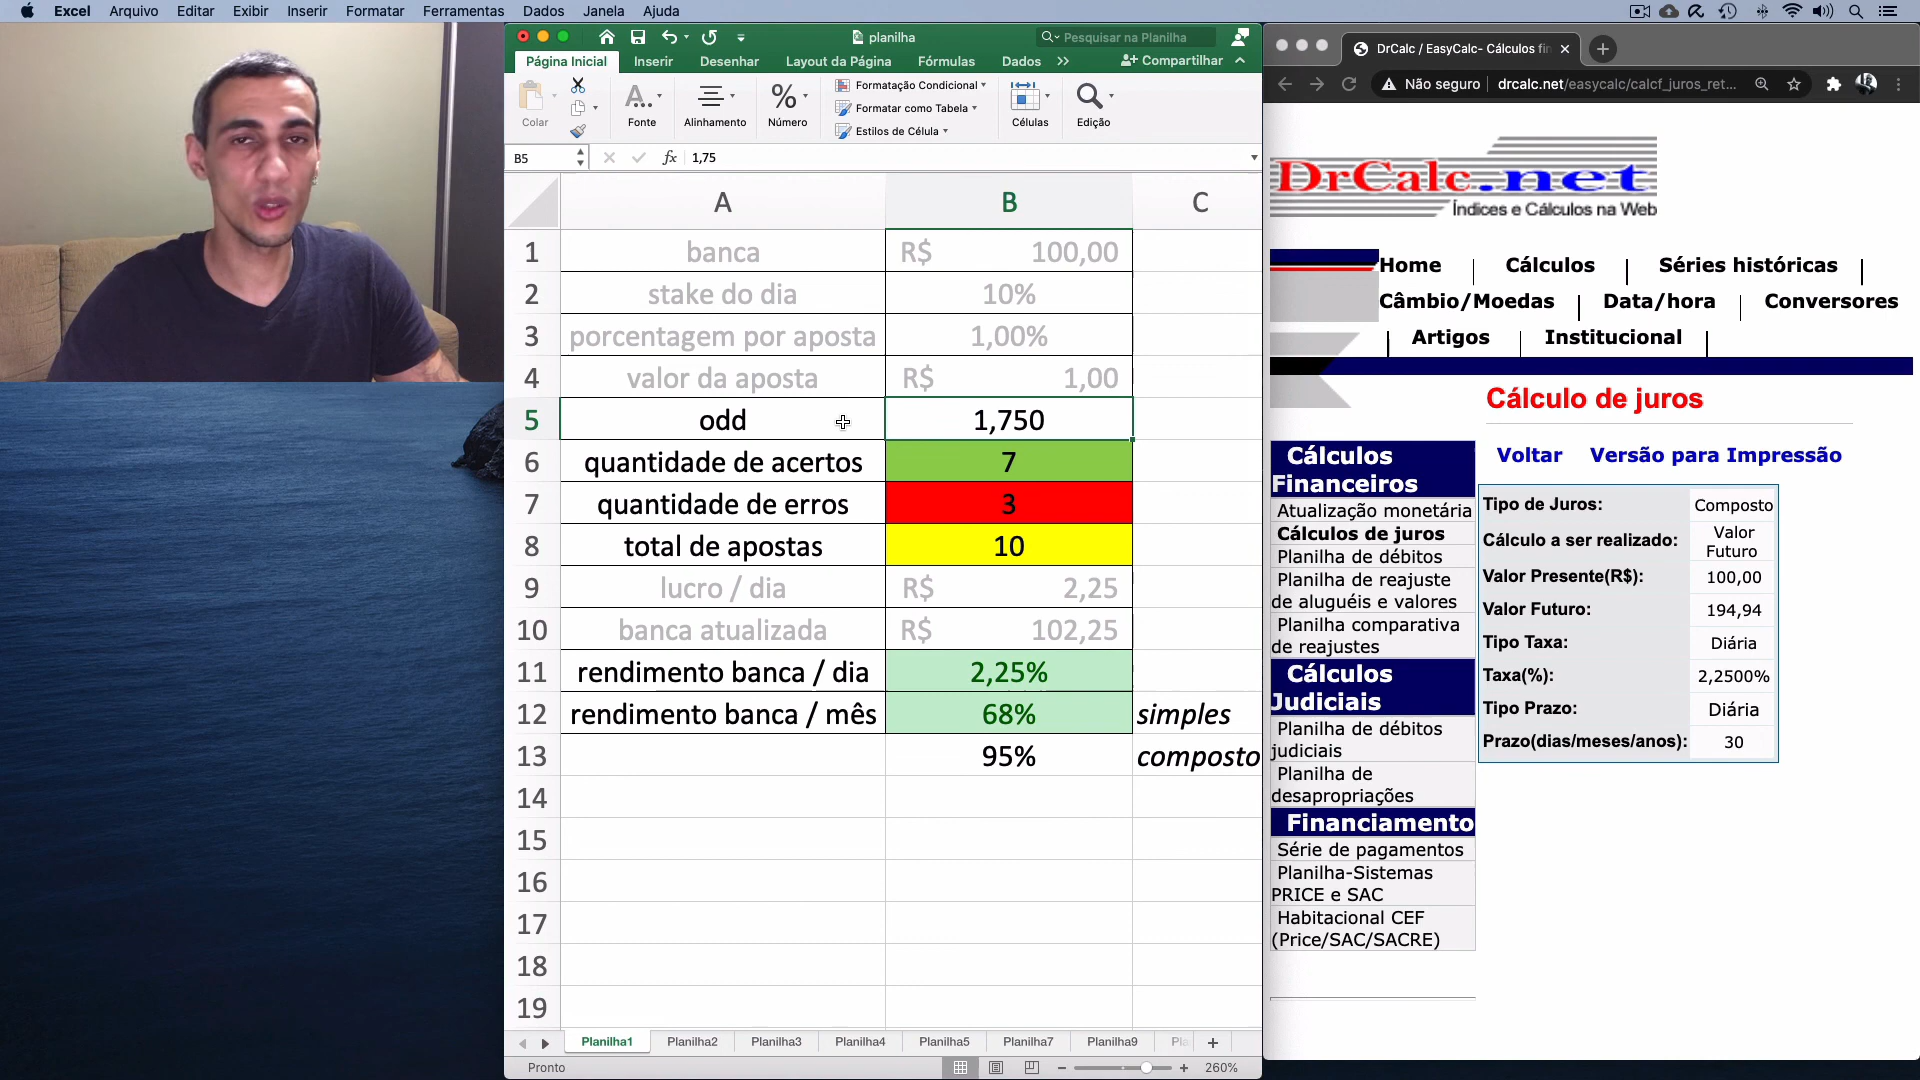 Excel Arquivo Editar Exibir Inserir Formatar Ferramentas Dados Janela Ajuda
planilha
Pesquisar na Planilha
Página Inicial Inserir Desenhar Layout da Página Fórmulas Dados >> Compartilhar
Colar
Fonte
Alinhamento
%
Número
Formatação Condicional
Formatar como Tabela
Estilos de Célula
Células
Edição
B5 fx 1,75
A B C
1 banca R$ 100,00
2 stake do dia 10%
3 porcentagem por aposta 1,00%
4 valor da aposta R$ 1,00
5 odd 1,750
6 quantidade de acertos 7
7 quantidade de erros 3
8 total de apostas 10
9 lucro / dia R$ 2,25
10 banca atualizada R$ 102,25
11 rendimento banca / dia 2,25%
12 rendimento banca / mês 68% simples
13 95% composto
14
15
16
17
18
19
Planilha1 Planilha2 Planilha3 Planilha4 Planilha5 Planilha7 Planilha9 Pla
Pronto
260%
DrCalc / EasyCalc- Cálculos fin
Não seguro | drcalc.net/easycalc/calcf_juros_ret...
DrCalc.net
Índices e Cálculos na Web
Home | Cálculos | Séries históricas |
Câmbio/Moedas | Data/hora | Conversores
| Artigos | Institucional |
Cálculo de juros
Voltar Versão para Impressão
Cálculos
Financeiros
Atualização monetária
Cálculos de juros
Planilha de débitos
Planilha de reajuste
de aluguéis e valores
Planilha comparativa
de reajustes
Cálculos
Judiciais
Planilha de débitos
judiciais
Planilha de
desapropriações
Financiamento
Série de pagamentos
Planilha-Sistemas
PRICE e SAC
Habitacional CEF
(Price/SAC/SACRE)
Tipo de Juros: Composto
Cálculo a ser realizado: Valor
Futuro
Valor Presente(R$): 100,00
Valor Futuro: 194,94
Tipo Taxa: Diária
Taxa(%): 2,2500%
Tipo Prazo: Diária
Prazo(dias/meses/anos): 30